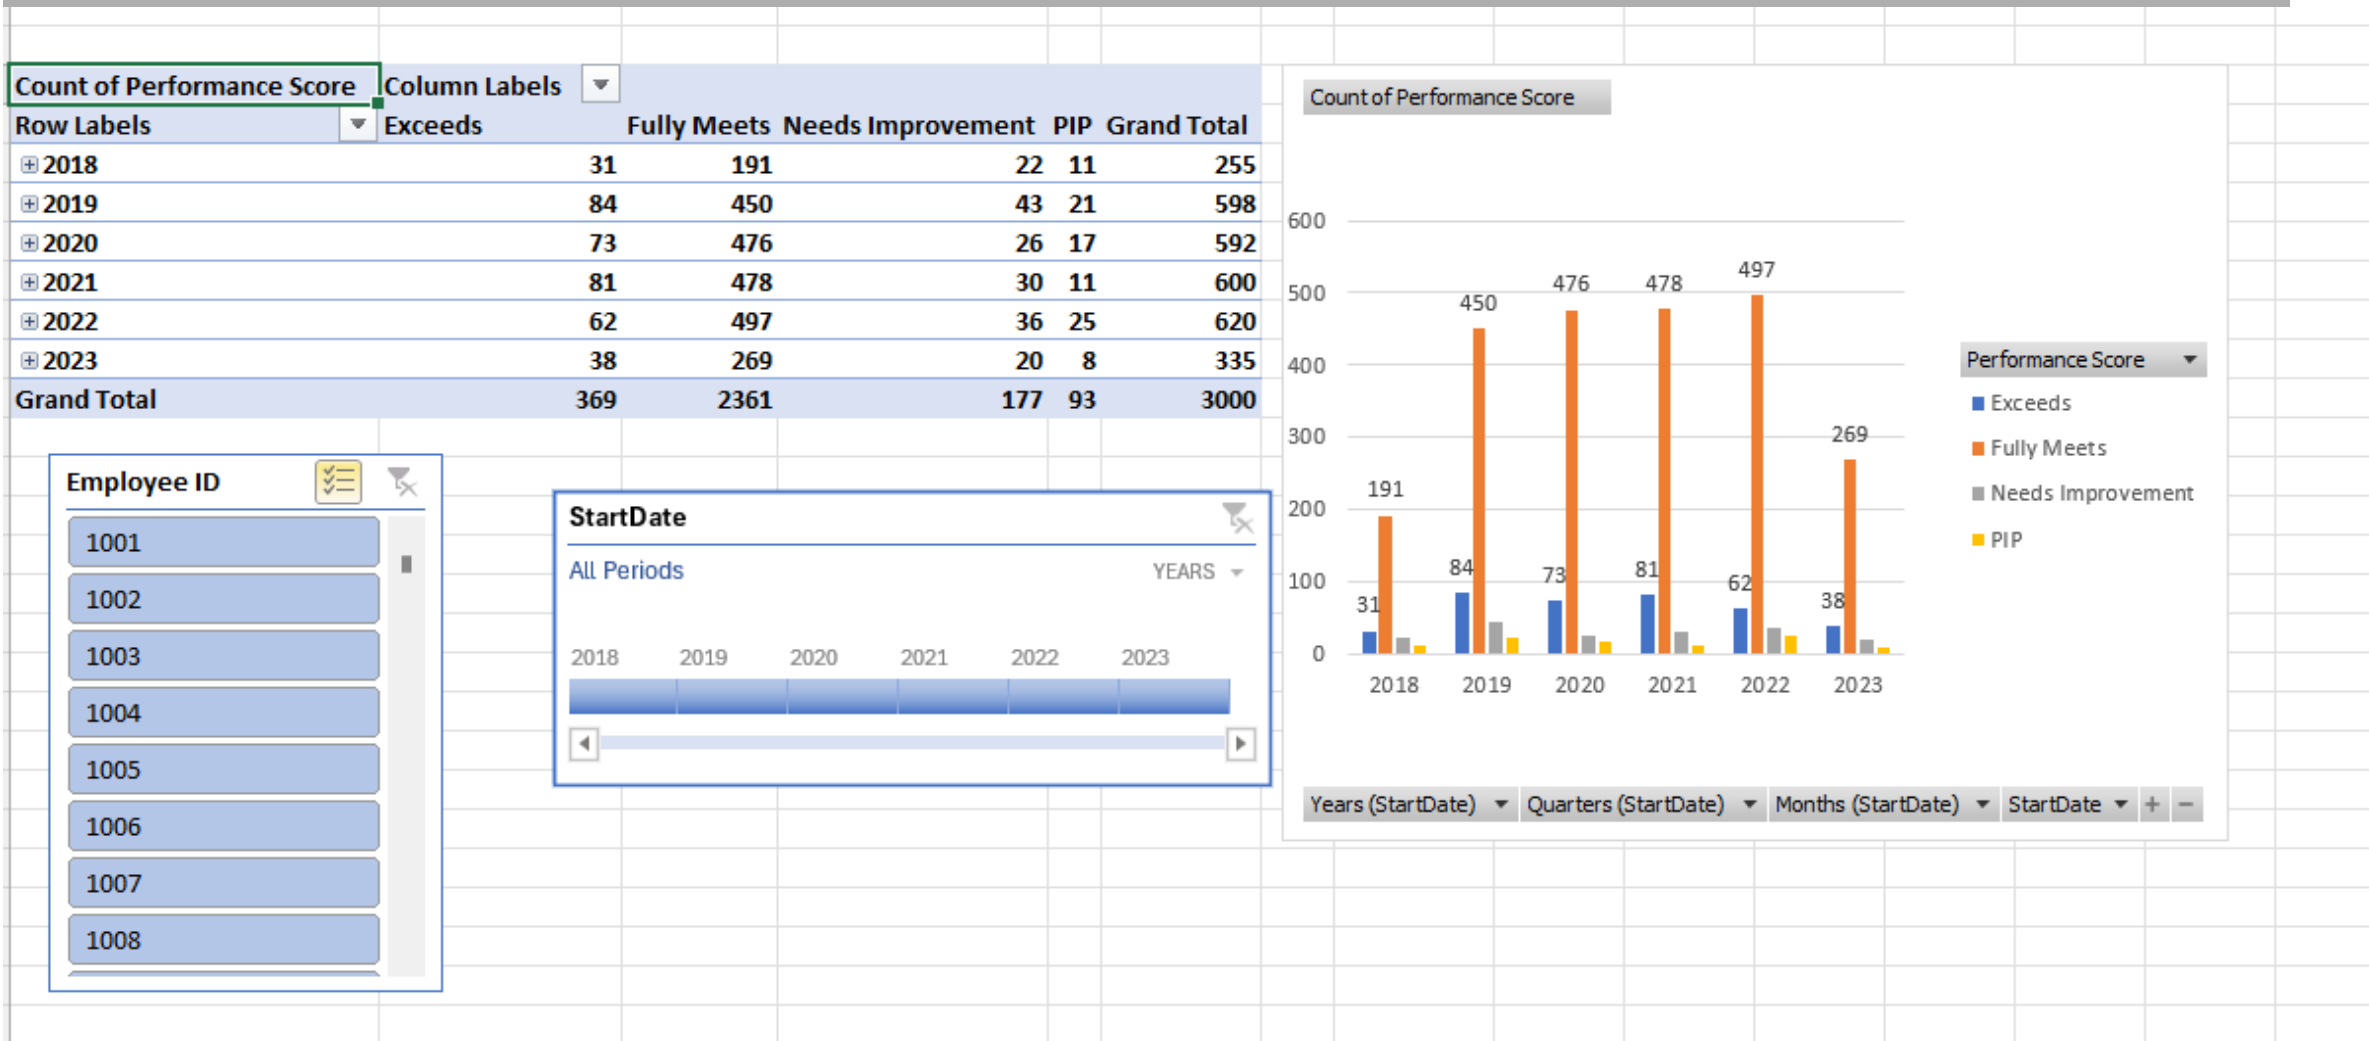 Count of Performance Score Column Labels
Row Labels Exceeds Fully Meets Needs Improvement PIP Grand Total
2018 31 191 22 11 255
2019 84 450 43 21 598
2020 73 476 26 17 592
2021 81 478 30 11 600
2022 62 497 36 25 620
2023 38 269 20 8 335
Grand Total 369 2361 177 93 3000
Employee ID
1001
1002
1003
1004
1005
1006
1007
1008
StartDate
All Periods YEARS
2018 2019 2020 2021 2022 2023
Count of Performance Score
600
500
400
300
200
100
0
191 450 476 478 497 269
31 84 73 81 62 38
2018 2019 2020 2021 2022 2023
Performance Score
Exceeds
Fully Meets
Needs Improvement
PIP
Years (StartDate) Quarters (StartDate) Months (StartDate) StartDate + −